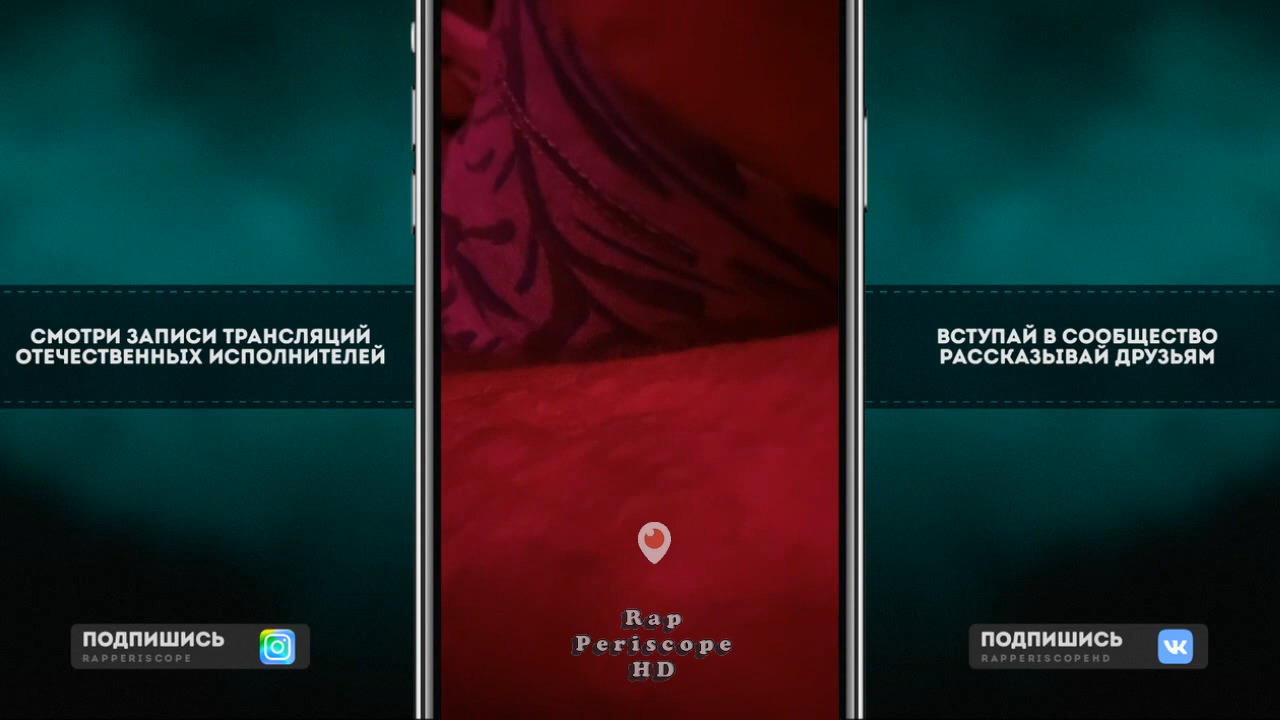 СМОТРИ ЗАПИСИ ТРАНСЛЯЦИЙ
ОТЕЧЕСТВЕННЫХ ИСПОЛНИТЕЛЕЙ
ВСТУПАЙ В СООБЩЕСТВО
РАССКАЗЫВАЙ ДРУЗЬЯМ
Rap
Periscope
HD
ПОДПИШИСЬ
RAPPERISCOPE
ПОДПИШИСЬ
RAPPERISCOPEHD